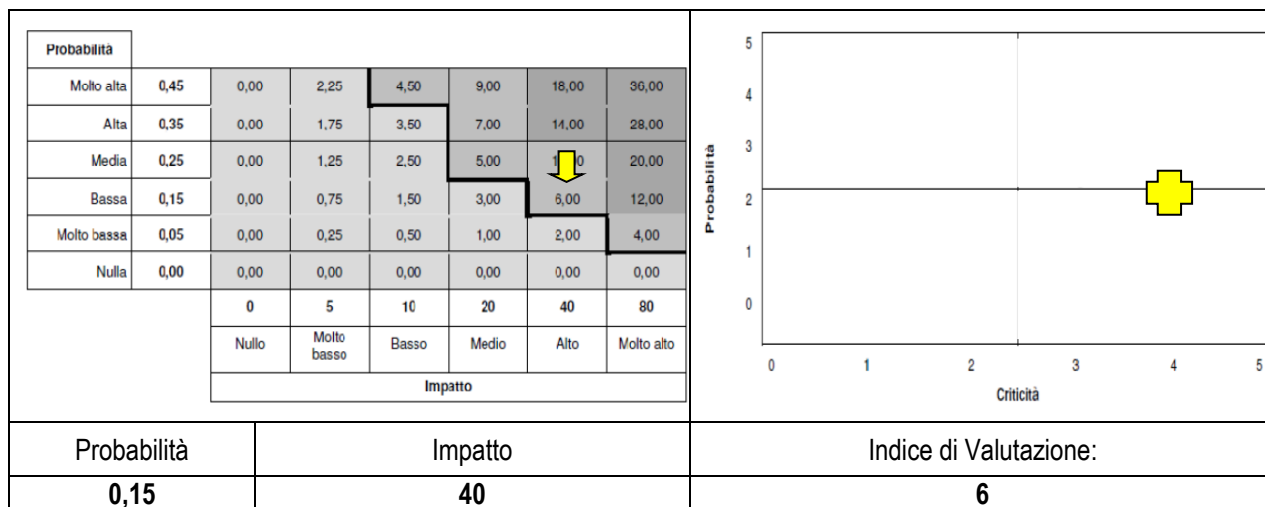 Probabilità
Molto alta 0,45 0,00 2,25 4,50 9,00 18,00 36,00
Alta 0,35 0,00 1,75 3,50 7,00 14,00 28,00
Media 0,25 0,00 1,25 2,50 5,00 20,00
Bassa 0,15 0,00 0,75 1,50 3,00 6,00 12,00
Molto bassa 0,05 0,00 0,25 0,50 1,00 2,00 4,00
Nulla 0,00 0,00 0,00 0,00 0,00 0,00 0,00
0 5 10 20 40 80
Nullo Molto basso Basso Medio Alto Molto alto
Impatto
5
4
3
2
1
0
Probabilità
0 1 2 3 4 5
Criticità
Probabilità Impatto Indice di Valutazione:
0,15 40 6